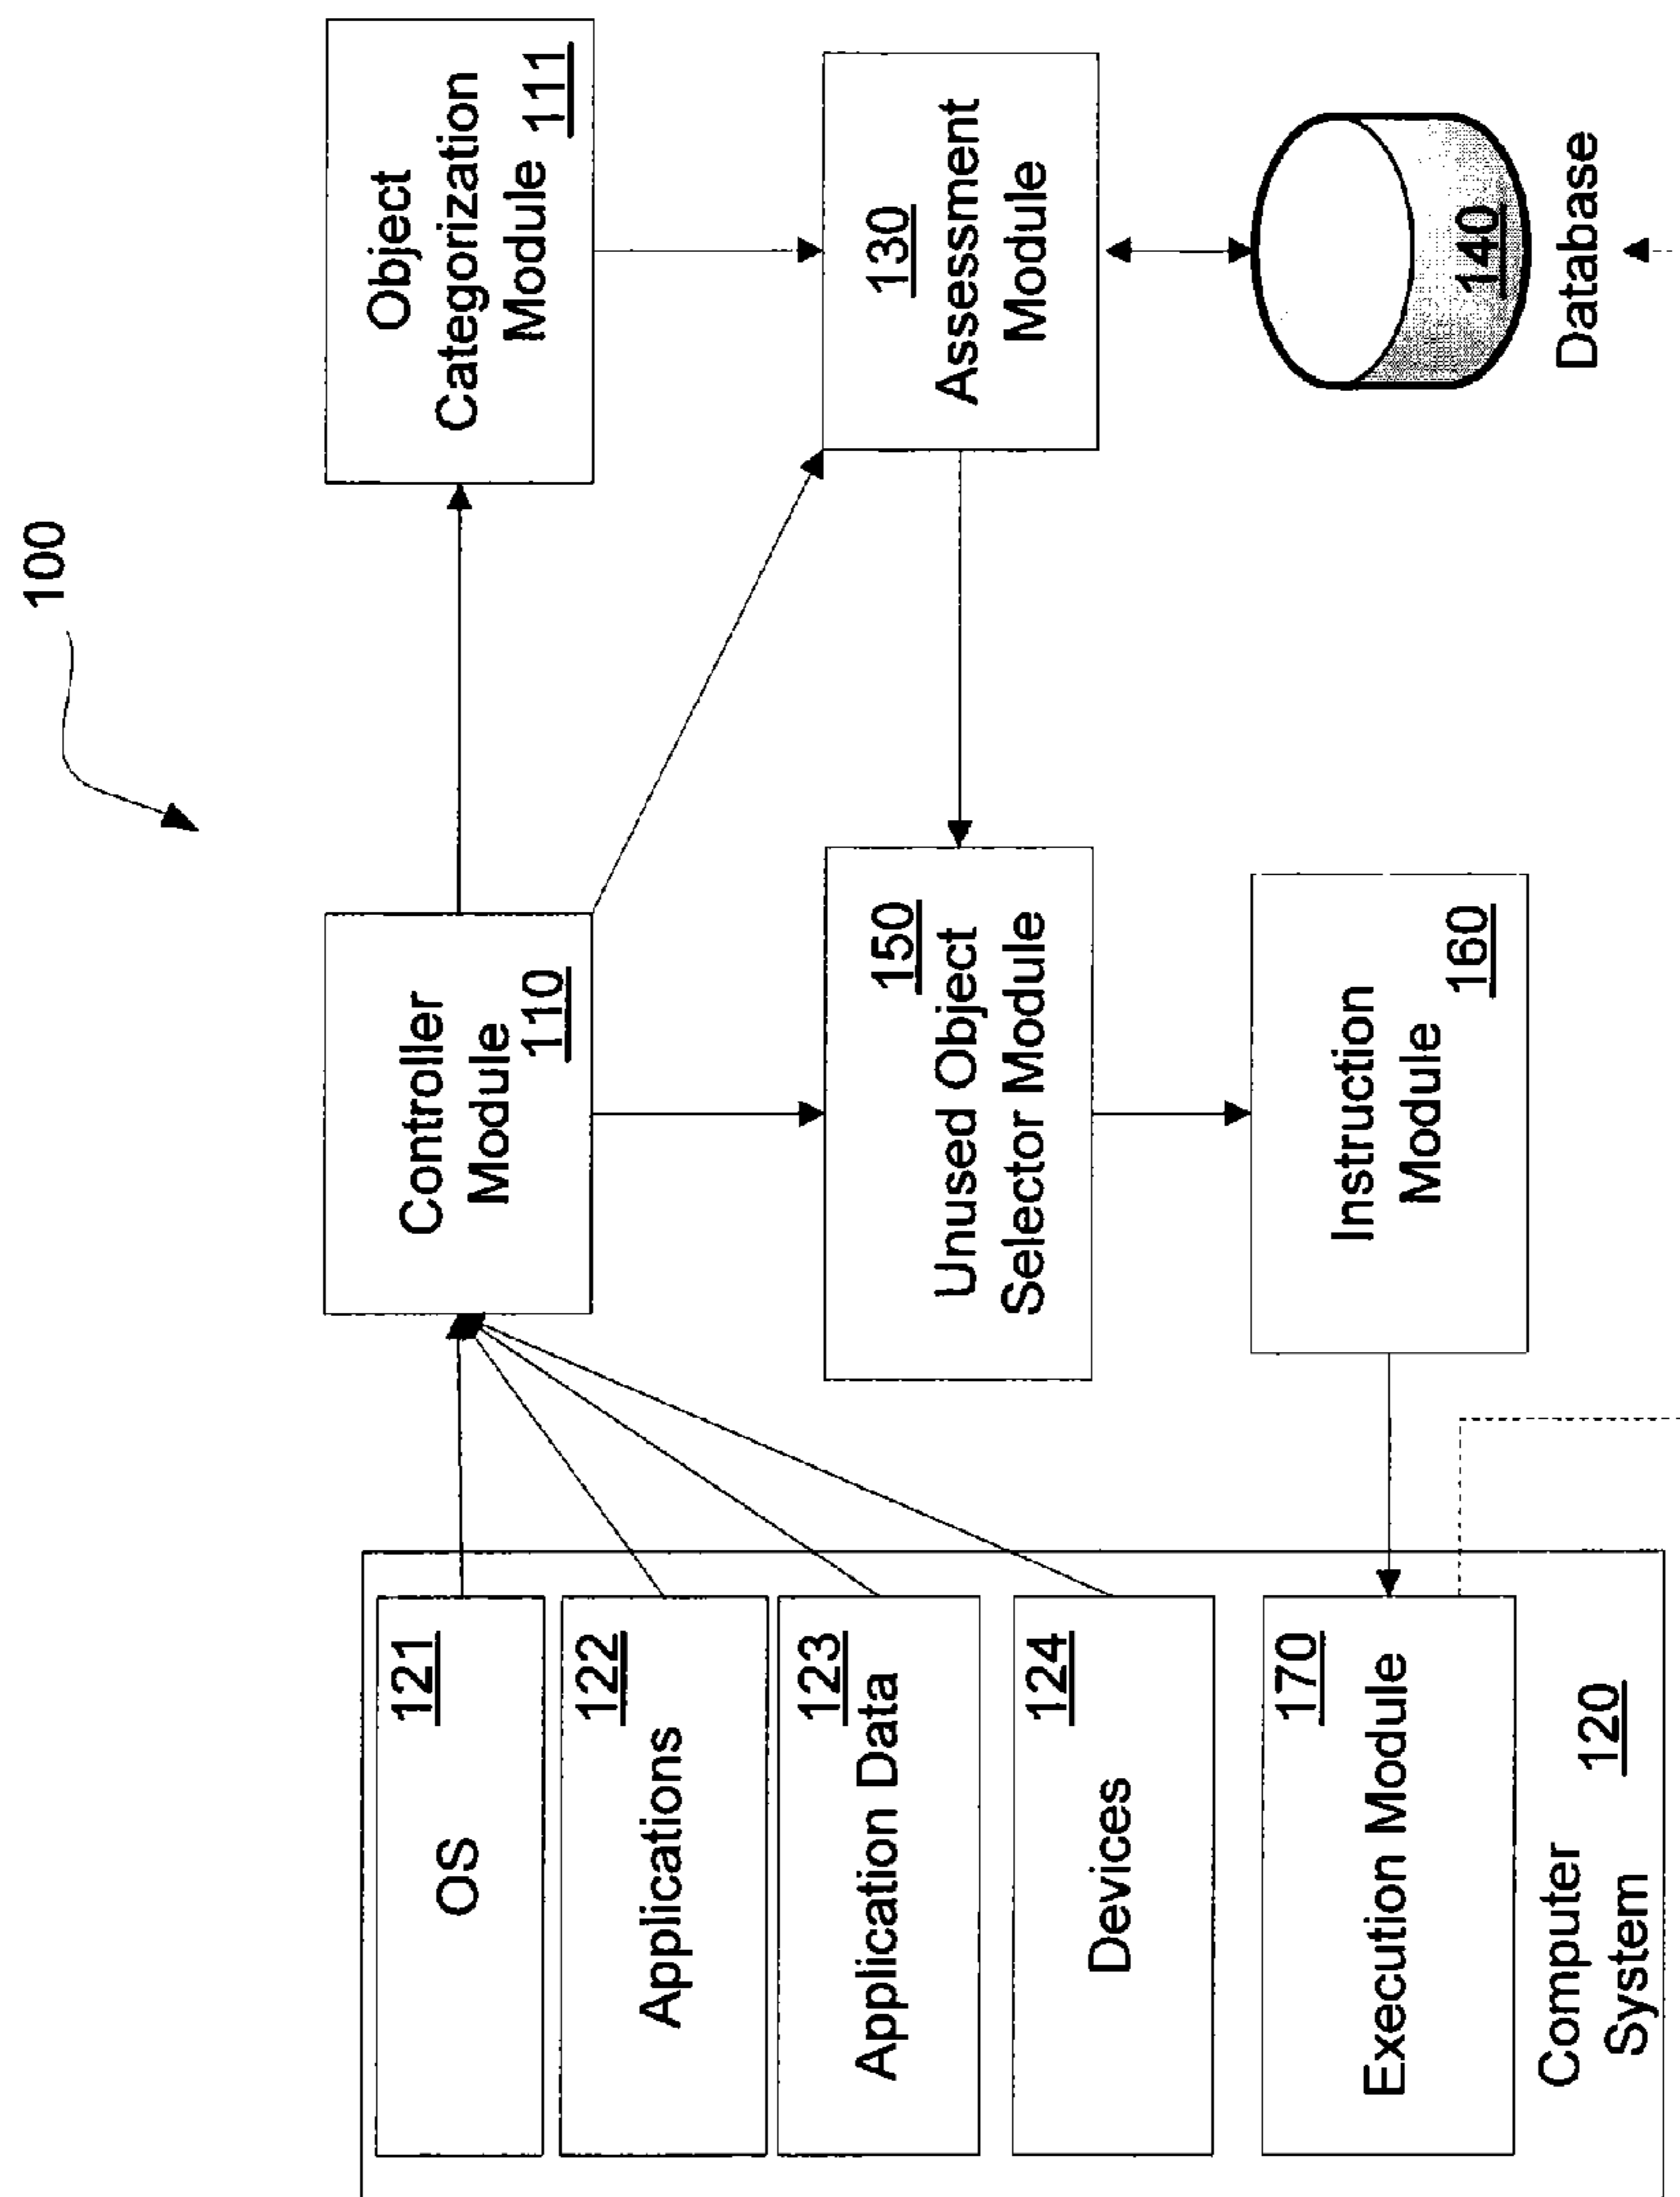 100
OS
121
Applications
122
Application Data
123
Devices
124
Execution Module
170
Computer
System
120
Controller
Module
110
Object
Categorization
Module 111
130
Assessment
Module
150
Unused Object
Selector Module
Instruction
Module
160
140
Database